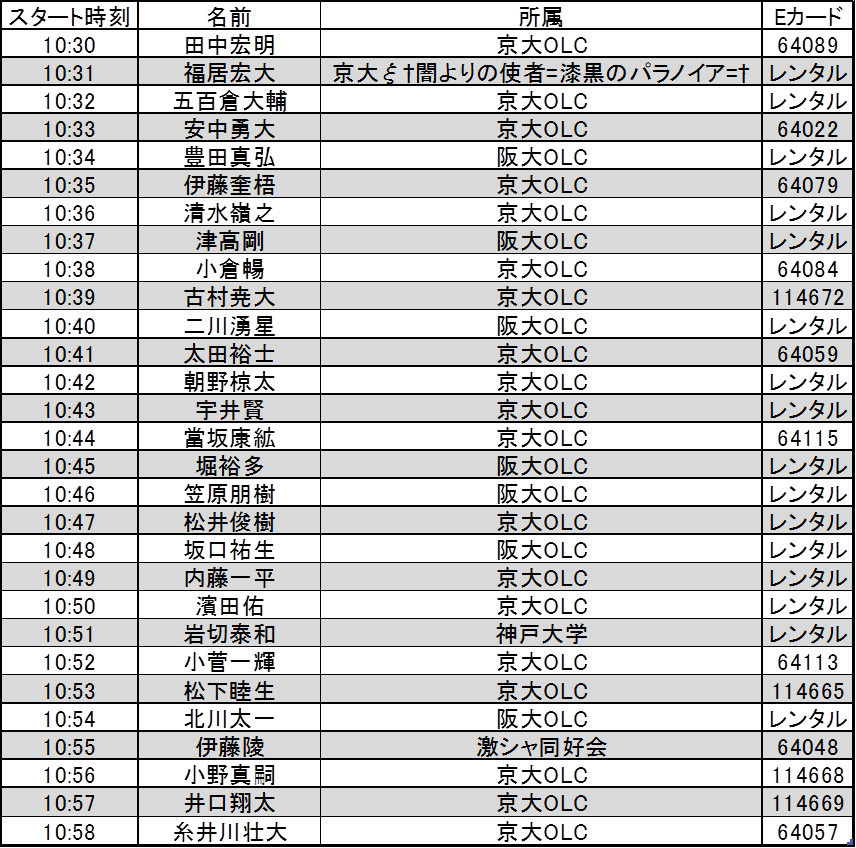 スタート時刻 名前 所属 Eカード
10:30 田中宏明 京大OLC 64089
10:31 福居宏大 京大ξ†闇よりの使者=漆黒のパラノイア=† レンタル
10:32 五百倉大輔 京大OLC レンタル
10:33 安中勇大 京大OLC 64022
10:34 豊田真弘 阪大OLC レンタル
10:35 伊藤奎梧 京大OLC 64079
10:36 清水嶺之 京大OLC レンタル
10:37 津高剛 阪大OLC レンタル
10:38 小倉暢 京大OLC 64084
10:39 古村尭大 京大OLC 114672
10:40 二川湧星 阪大OLC レンタル
10:41 太田裕士 京大OLC 64059
10:42 朝野椋太 京大OLC レンタル
10:43 宇井賢 京大OLC レンタル
10:44 當坂康紘 京大OLC 64115
10:45 堀裕多 阪大OLC レンタル
10:46 笠原朋樹 阪大OLC レンタル
10:47 松井俊樹 京大OLC レンタル
10:48 坂口祐生 阪大OLC レンタル
10:49 内藤一平 京大OLC レンタル
10:50 濱田佑 京大OLC レンタル
10:51 岩切泰和 神戸大学 レンタル
10:52 小菅一輝 京大OLC 64113
10:53 松下睦生 京大OLC 114665
10:54 北川太一 阪大OLC レンタル
10:55 伊藤陵 激シャ同好会 64048
10:56 小野真嗣 京大OLC 114668
10:57 井口翔太 京大OLC 114669
10:58 糸井川壮大 京大OLC 64057